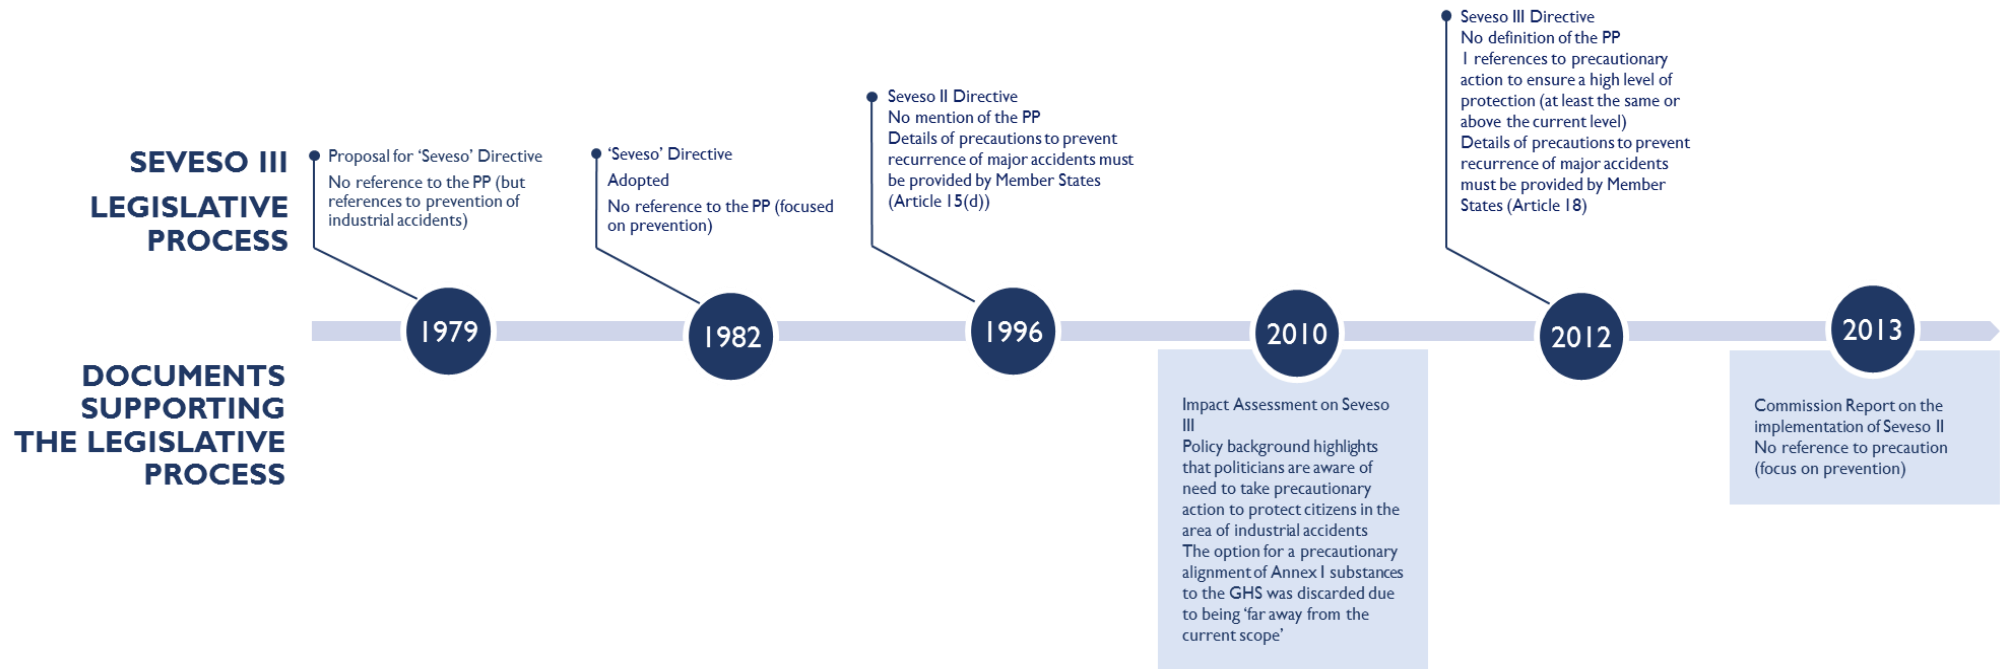 SEVESO III
LEGISLATIVE
PROCESS
Proposal for ‘Seveso’ Directive
No reference to the PP (but
references to prevention of
industrial accidents)
‘Seveso’ Directive
Adopted
No reference to the PP (focused
on prevention)
Seveso II Directive
No mention of the PP
Details of precautions to prevent
recurrence of major accidents must
be provided by Member States
(Article 15(d))
Seveso III Directive
No definition of the PP
1 references to precautionary
action to ensure a high level of
protection (at least the same or
above the current level)
Details of precautions to prevent
recurrence of major accidents
must be provided by Member
States (Article 18)
1979
1982
1996
2010
2012
2013
DOCUMENTS
SUPPORTING
THE LEGISLATIVE
PROCESS
Impact Assessment on Seveso
III
Policy background highlights
that politicians are aware of
need to take precautionary
action to protect citizens in the
area of industrial accidents
The option for a precautionary
alignment of Annex I substances
to the GHS was discarded due
to being ‘far away from the
current scope’
Commission Report on the
implementation of Seveso II
No reference to precaution
(focus on prevention)